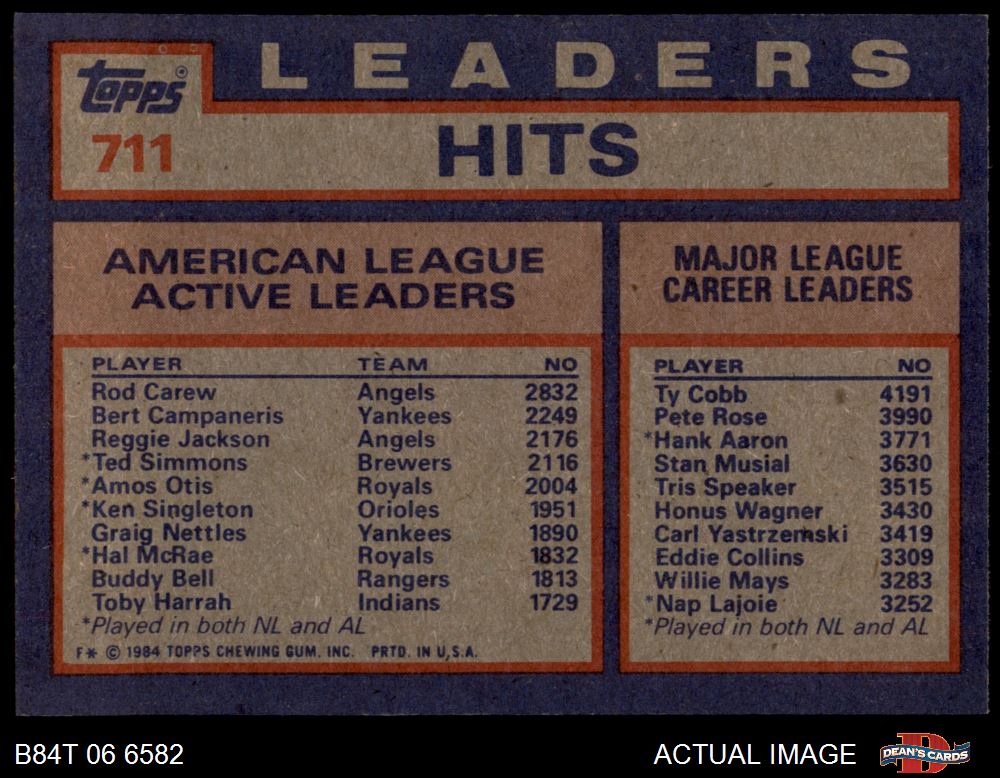 Topps
LEADERS
711
HITS
AMERICAN LEAGUE
ACTIVE LEADERS
PLAYER TEAM NO
Rod Carew Angels 2832
Bert Campaneris Yankees 2249
Reggie Jackson Angels 2176
*Ted Simmons Brewers 2116
*Amos Otis Royals 2004
*Ken Singleton Orioles 1951
Graig Nettles Yankees 1890
*Hal McRae Royals 1832
Buddy Bell Rangers 1813
Toby Harrah Indians 1729
*Played in both NL and AL
F* © 1984 TOPPS CHEWING GUM, INC. PRTD. IN U.S.A.
MAJOR LEAGUE
CAREER LEADERS
PLAYER NO
Ty Cobb 4191
Pete Rose 3990
*Hank Aaron 3771
Stan Musial 3630
Tris Speaker 3515
Honus Wagner 3430
Carl Yastrzemski 3419
Eddie Collins 3309
Willie Mays 3283
*Nap Lajoie 3252
*Played in both NL and AL
B84T 06 6582
ACTUAL IMAGE
DEAN'S CARDS